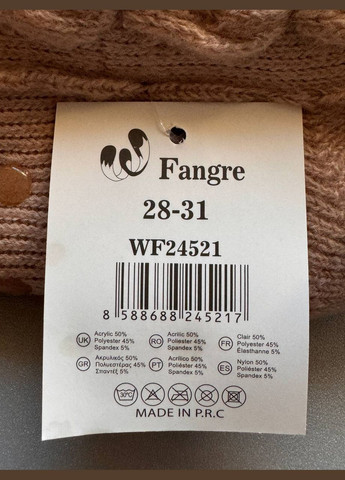 Fangre
28-31
WF24521
8 588688 245217
UK Acrylic 50%
Polyester 45%
Spandex 5%
RO Acrilic 50%
Poliester 45%
Spandex 5%
FR Clair 50%
Polyester 45%
Elasthanne 5%
GR Ακρυλικός 50%
Πολυεστέρας 45%
Σπαντέξ 5%
PT Acrílico 50%
Poliéster 45%
Spandex 5%
ES Nylon 50%
Poliéster 45%
Spandex 5%
30°C
MADE IN P.R.C